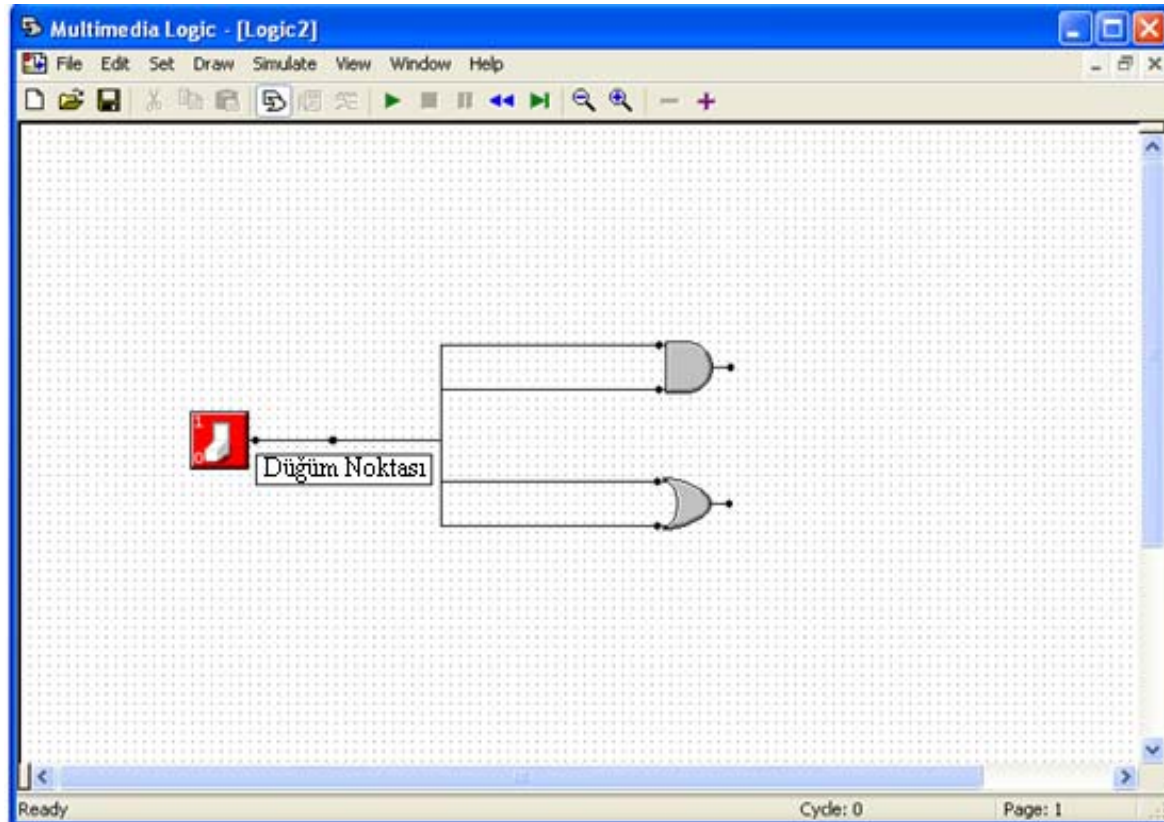 Multimedia Logic - [Logic2]
File Edit Set Draw Simulate View Window Help
1
0
Düğüm Noktası
Ready Cycle: 0 Page: 1